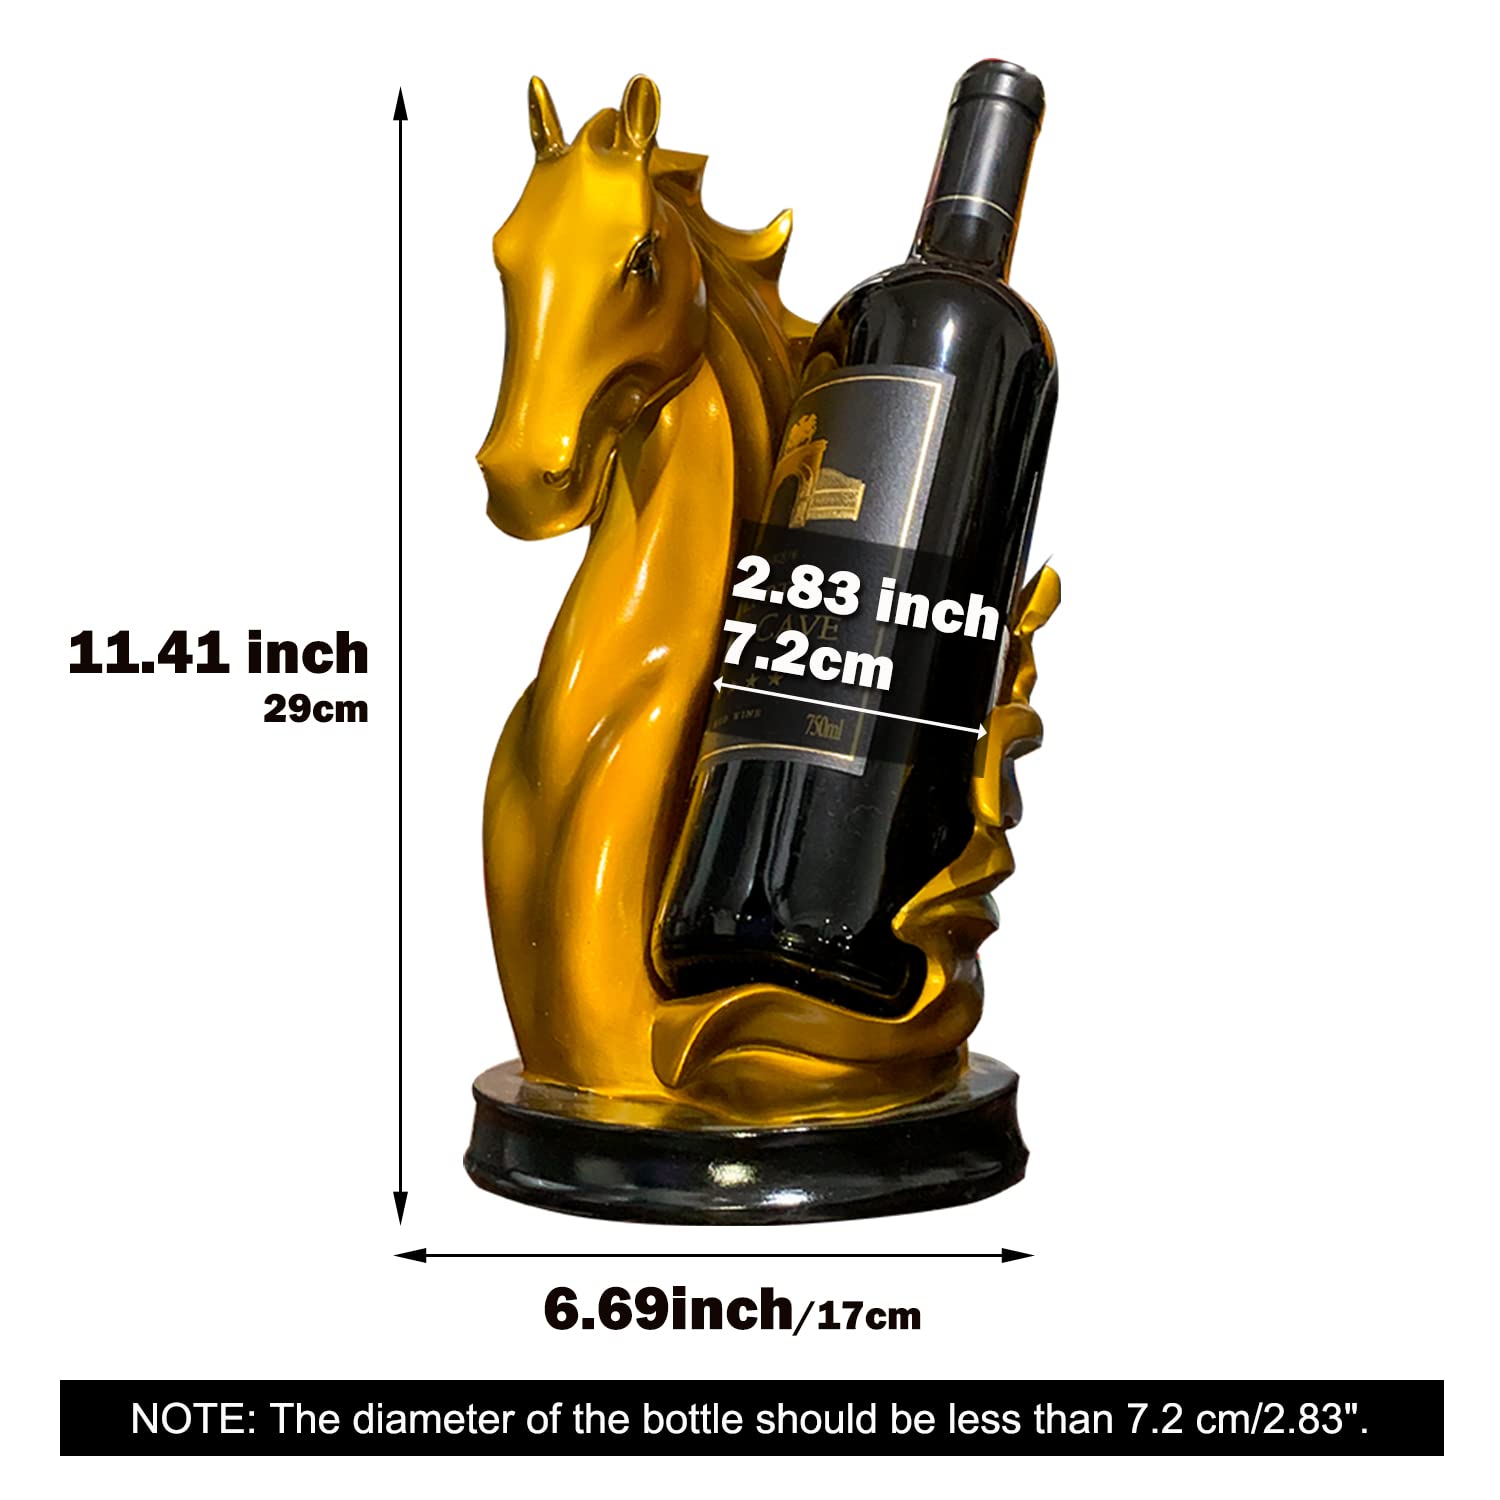 2.83 inch
7.2cm
CAVE
750ml
11.41 inch
29cm
6.69inch/17cm
NOTE: The diameter of the bottle should be less than 7.2 cm/2.83".